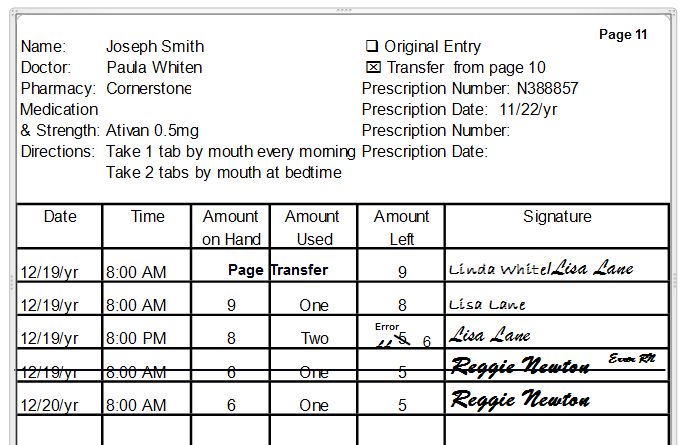 Page 11
Name: Joseph Smith ❑ Original Entry
Doctor: Paula Whiten ☒ Transfer from page 10
Pharmacy: Cornerstone Prescription Number: N388857
Medication Prescription Date: 11/22/yr
& Strength: Ativan 0.5mg Prescription Number:
Directions: Take 1 tab by mouth every morning Prescription Date:
Take 2 tabs by mouth at bedtime
Date Time Amount on Hand Amount Used Amount Left Signature
12/19/yr 8:00 AM Page Transfer 9 Linda Whitel Lisa Lane
12/19/yr 8:00 AM 9 One 8 Lisa Lane
12/19/yr 8:00 PM 8 Two Error LL 5 6 Lisa Lane
12/19/yr 8:00 AM 6 One 5 Reggie Newton Error RN
12/20/yr 8:00 AM 6 One 5 Reggie Newton